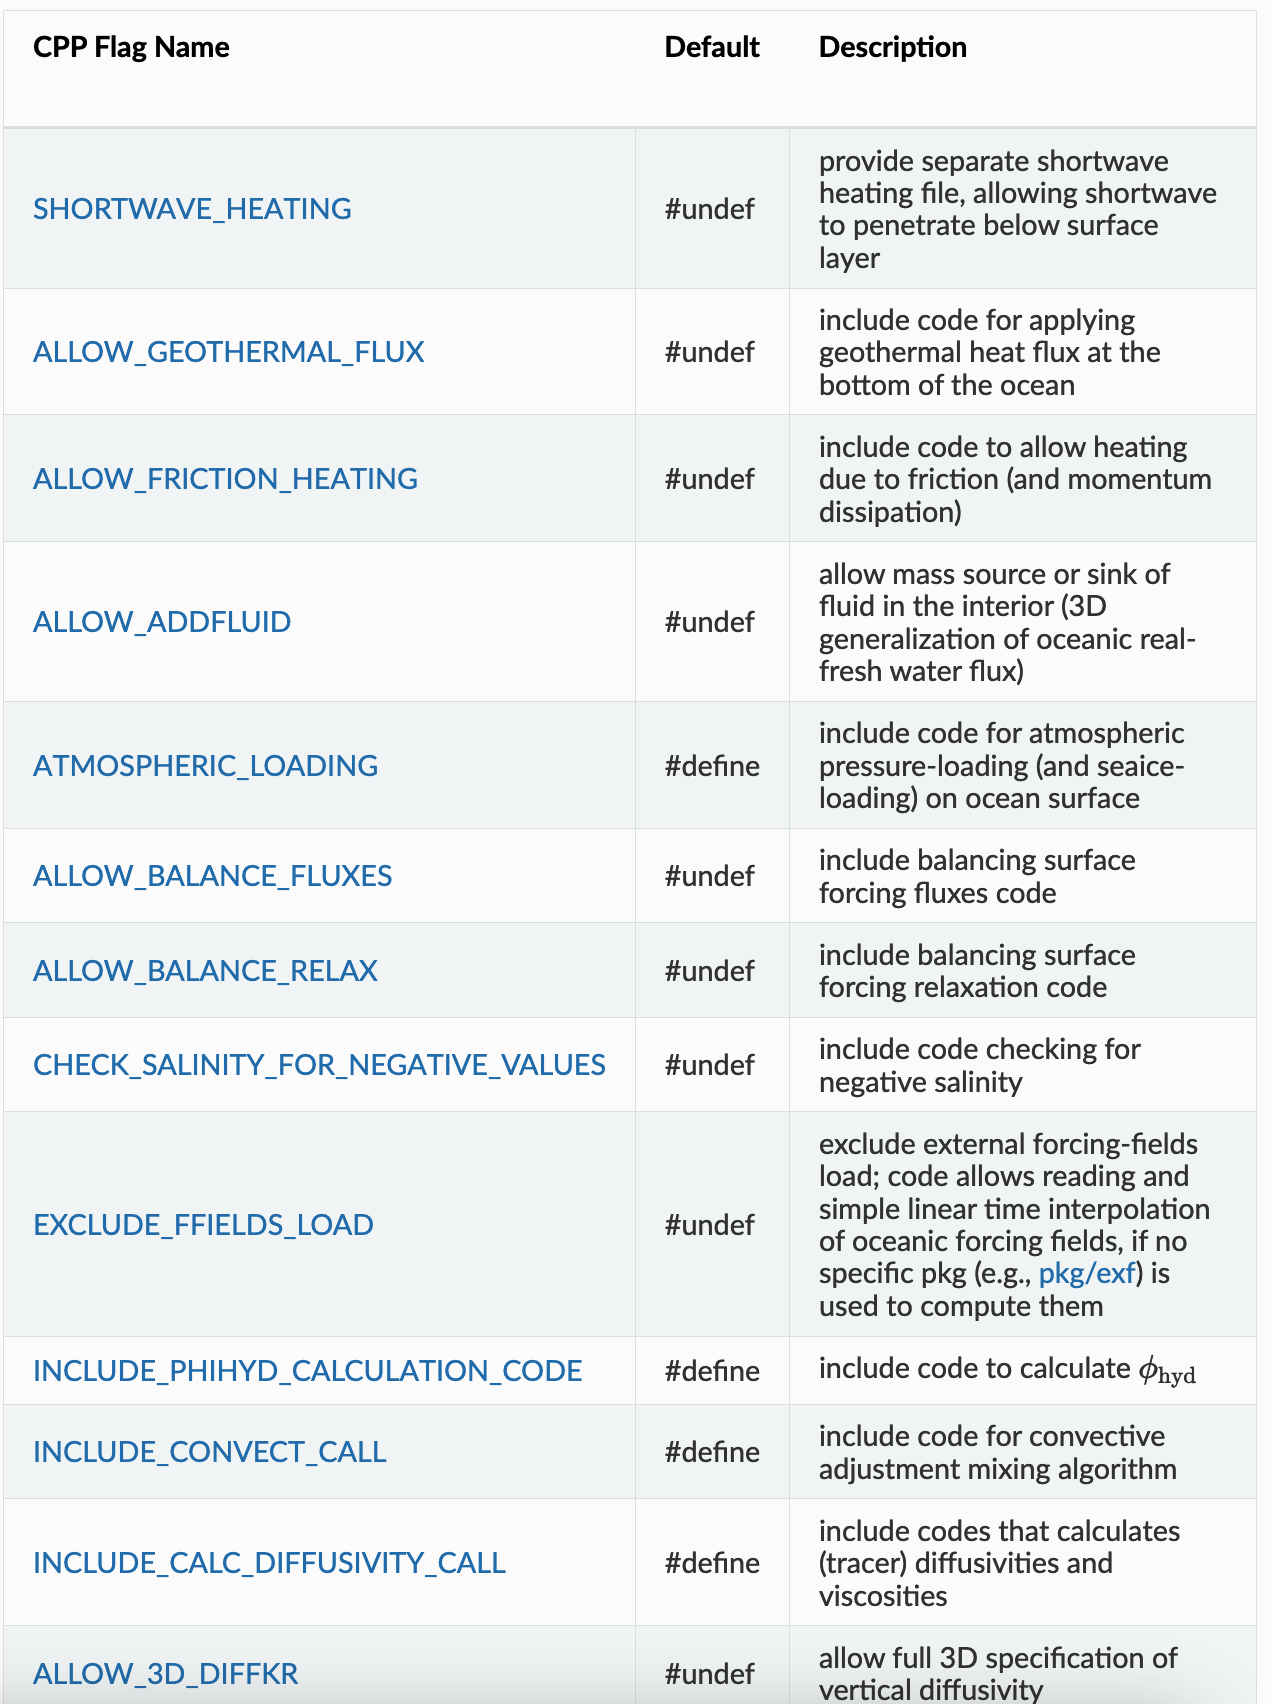 CPP Flag Name Default Description
SHORTWAVE_HEATING #undef provide separate shortwave
heating file, allowing shortwave
to penetrate below surface
layer
ALLOW_GEOTHERMAL_FLUX #undef include code for applying
geothermal heat flux at the
bottom of the ocean
ALLOW_FRICTION_HEATING #undef include code to allow heating
due to friction (and momentum
dissipation)
ALLOW_ADDFLUID #undef allow mass source or sink of
fluid in the interior (3D
generalization of oceanic real-
fresh water flux)
ATMOSPHERIC_LOADING #define include code for atmospheric
pressure-loading (and seaice-
loading) on ocean surface
ALLOW_BALANCE_FLUXES #undef include balancing surface
forcing fluxes code
ALLOW_BALANCE_RELAX #undef include balancing surface
forcing relaxation code
CHECK_SALINITY_FOR_NEGATIVE_VALUES #undef include code checking for
negative salinity
EXCLUDE_FFIELDS_LOAD #undef exclude external forcing-fields
load; code allows reading and
simple linear time interpolation
of oceanic forcing fields, if no
specific pkg (e.g., pkg/exf) is
used to compute them
INCLUDE_PHIHYD_CALCULATION_CODE #define include code to calculate ϕhyd
INCLUDE_CONVECT_CALL #define include code for convective
adjustment mixing algorithm
INCLUDE_CALC_DIFFUSIVITY_CALL #define include codes that calculates
(tracer) diffusivities and
viscosities
ALLOW_3D_DIFFKR #undef allow full 3D specification of
vertical diffusivity